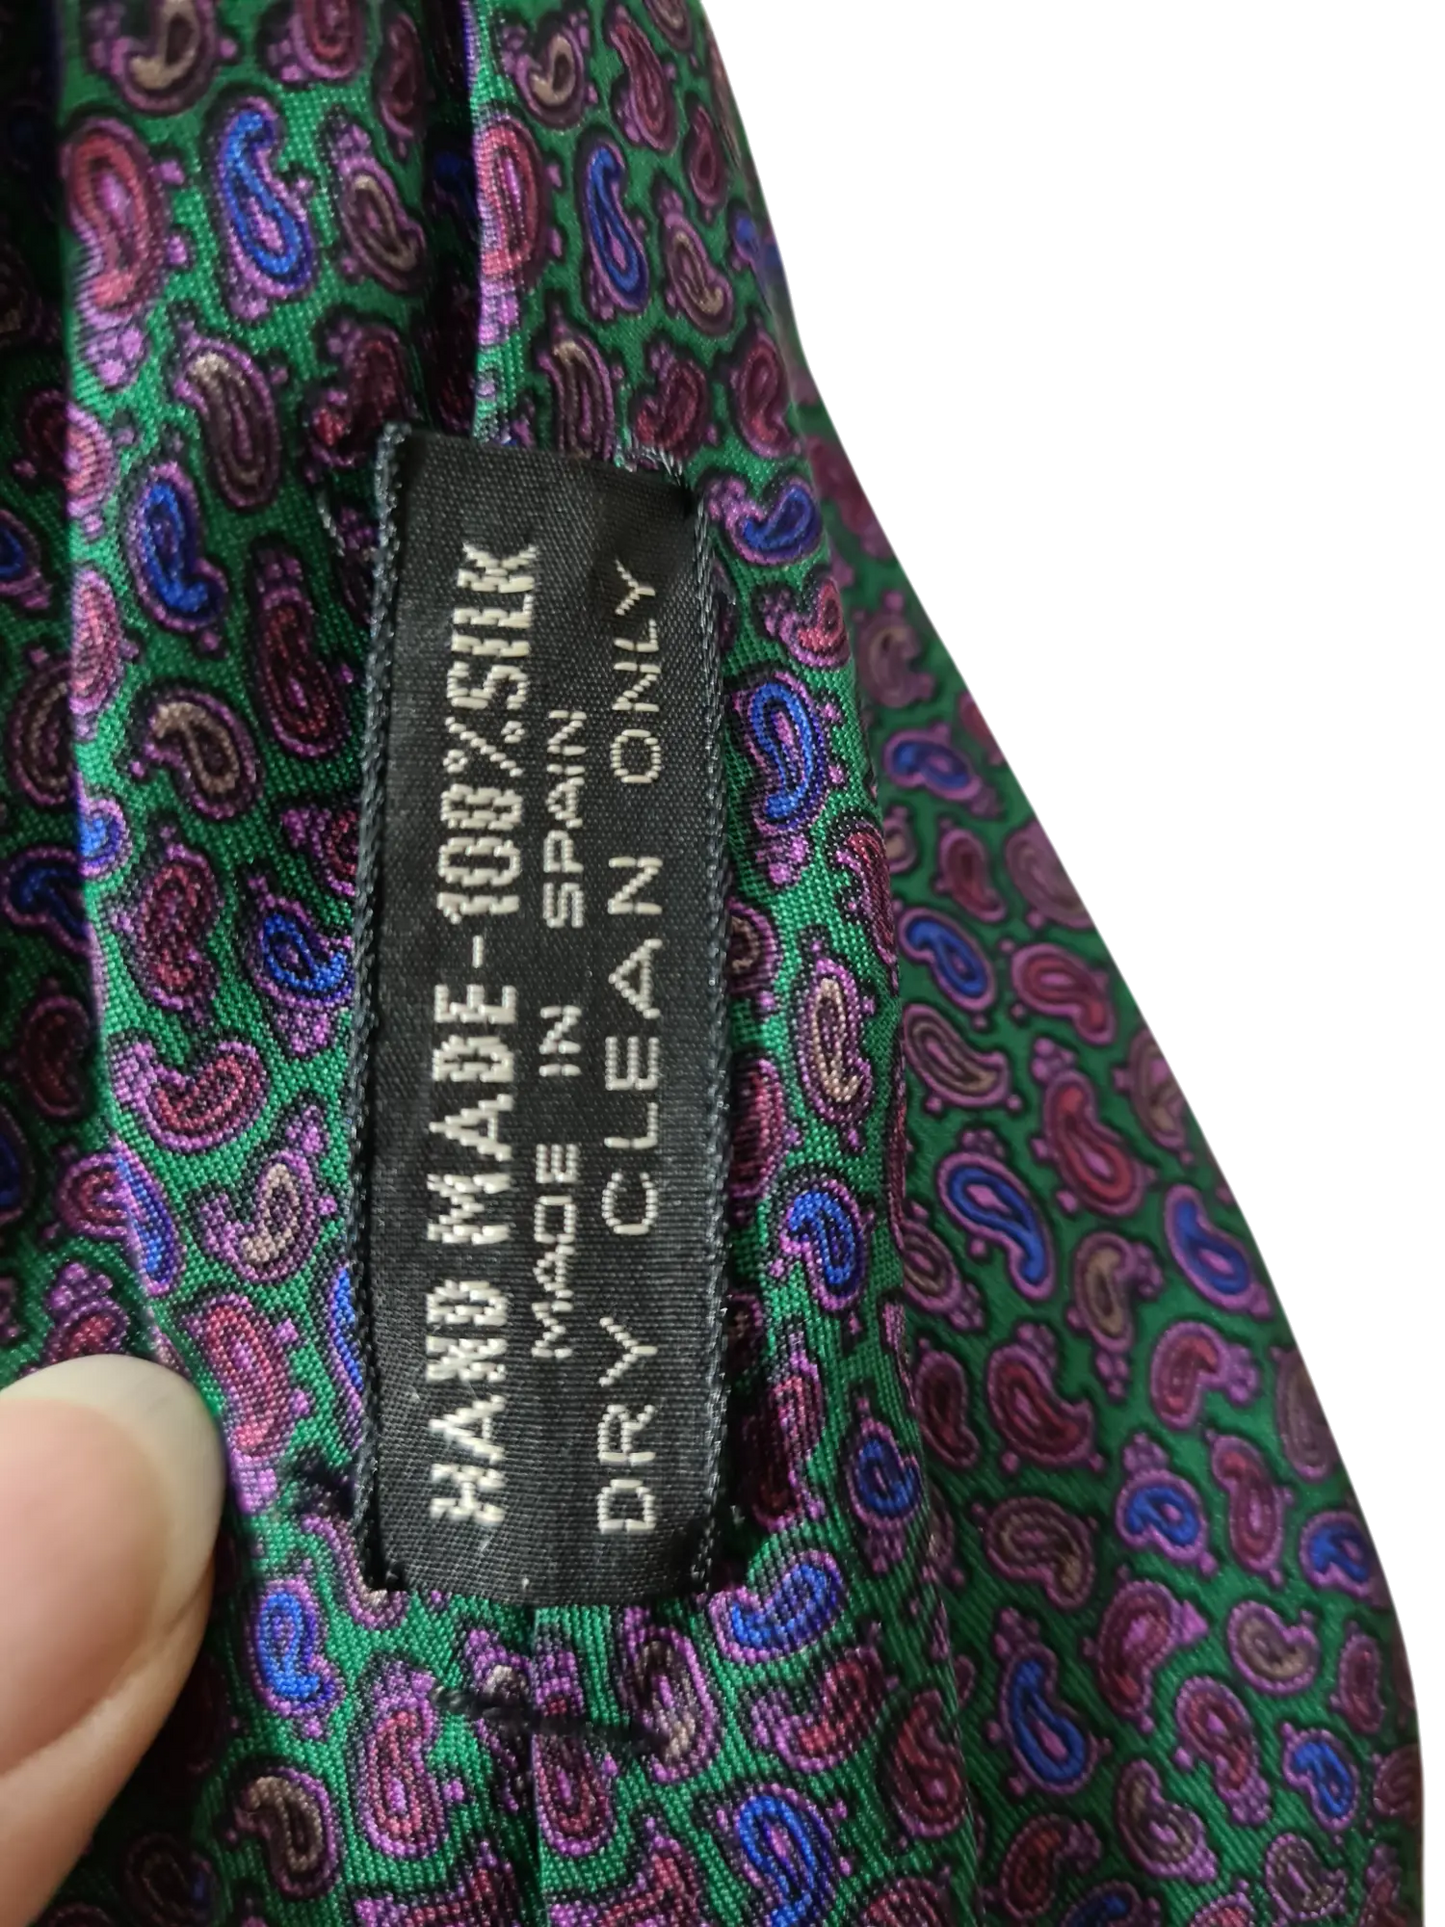 HAND MADE-100%SILK
MADE IN SPAIN
DRY CLEAN ONLY